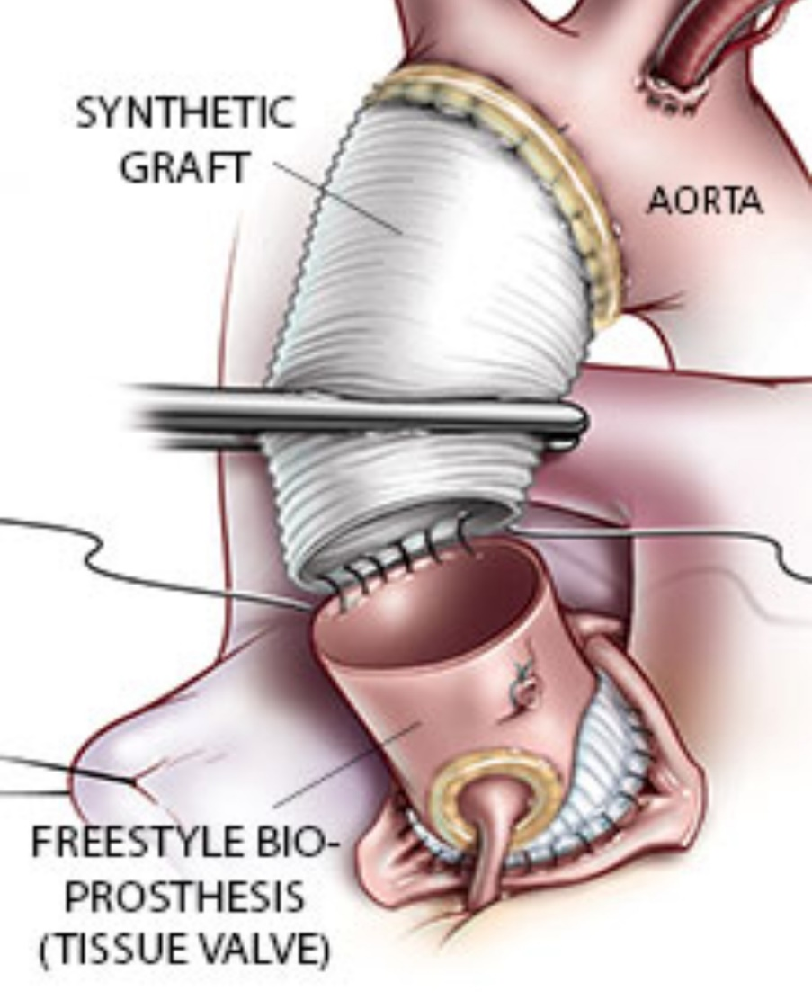 SYNTHETIC
GRAFT
AORTA
FREESTYLE BIO-
PROSTHESIS
(TISSUE VALVE)